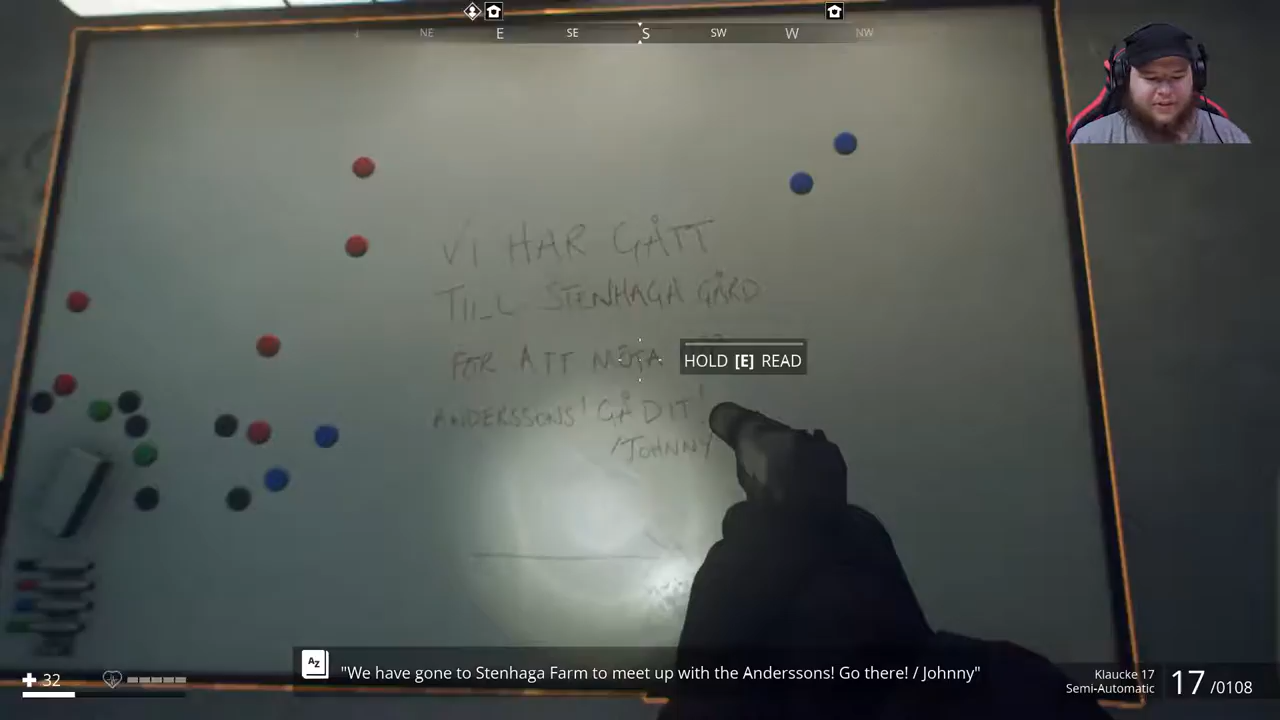 NE E SE S SW W NW
VI HAR GÅTT
TILL STENHAGA GÅRD
FÖR ATT MÖTA
HOLD [E] READ
ANDERSSONS! GÅ DIT!
/JOHNNY
AZ "We have gone to Stenhaga Farm to meet up with the Anderssons! Go there! / Johnny"
32
Klaucke 17
Semi-Automatic
17/0108